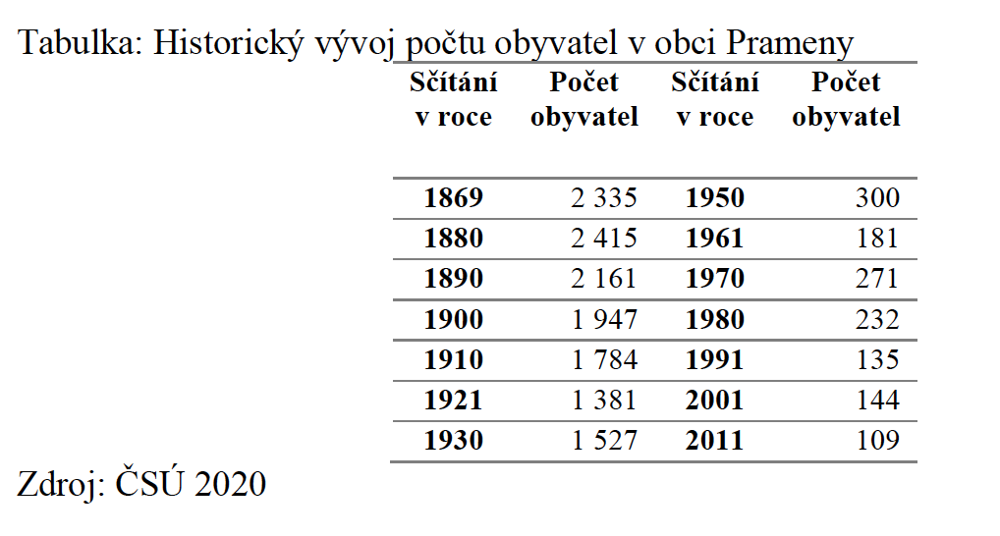 Tabulka: Historický vývoj počtu obyvatel v obci Prameny
Sčítání Počet Sčítání Počet
v roce obyvatel v roce obyvatel
1869 2 335 1950 300
1880 2 415 1961 181
1890 2 161 1970 271
1900 1 947 1980 232
1910 1 784 1991 135
1921 1 381 2001 144
1930 1 527 2011 109
Zdroj: ČSÚ 2020